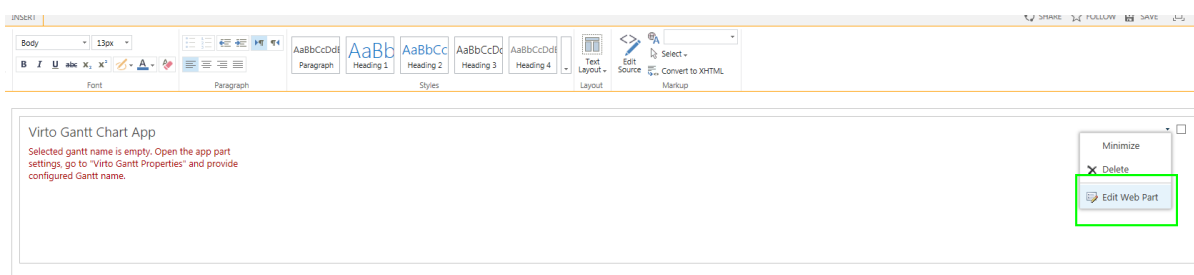 INSERT
SHARE FOLLOW SAVE
Body 13px
B I U abc X₂ X² A
Font
Paragraph
AaBbCcDdE AaBb AaBbCc AaBbCcDc AaBbCcDdE
Paragraph Heading 1 Heading 2 Heading 3 Heading 4
Styles
Text Layout
Layout
Edit Source
Select
Convert to XHTML
Markup
Virto Gantt Chart App
Selected gantt name is empty. Open the app part
settings, go to "Virto Gantt Properties" and provide
configured Gantt name.
Minimize
Delete
Edit Web Part